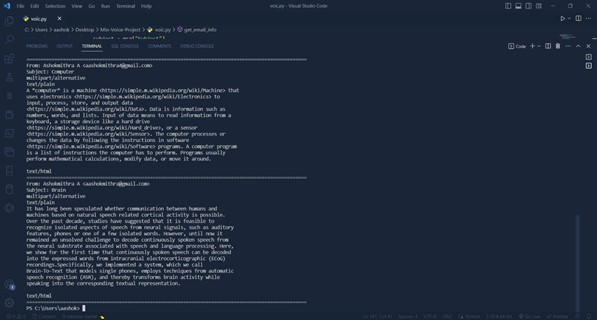 File Edit Selection View Go Run Terminal Help
voic.py - Visual Studio Code
voic.py
C: > Users > aashok > Desktop > Mix-Voice-Project > voic.py > get_email_info
PROBLEMS OUTPUT TERMINAL SQL CONSOLE COMMENTS DEBUG CONSOLE
Code
From: Ashokmithra A <aashokmithra4@gmail.com>
Subject: Computer
multipart/alternative
text/plain
A "computer" is a machine <https://simple.m.wikipedia.org/wiki/Machine> that
uses electronics <https://simple.m.wikipedia.org/wiki/Electronics> to
input, process, store, and output data
<https://simple.m.wikipedia.org/wiki/Data>. Data is information such as
numbers, words, and lists. Input of data means to read information from a
keyboard, a storage device like a hard drive
<https://simple.m.wikipedia.org/wiki/Hard_drive>, or a sensor
<https://simple.m.wikipedia.org/wiki/Sensor>. The computer processes or
changes the data by following the instructions in software
<https://simple.m.wikipedia.org/wiki/Software> programs. A computer program
is a list of instructions the computer has to perform. Programs usually
perform mathematical calculations, modify data, or move it around.
text/html
From: Ashokmithra A <aashokmithra4@gmail.com>
Subject: Brain
multipart/alternative
text/plain
It has long been speculated whether communication between humans and
machines based on natural speech related cortical activity is possible.
Over the past decade, studies have suggested that it is feasible to
recognize isolated aspects of speech from neural signals, such as auditory
features, phones or one of a few isolated words. However, until now it
remained an unsolved challenge to decode continuously spoken speech from
the neural substrate associated with speech and language processing. Here,
we show for the first time that continuously spoken speech can be decoded
into the expressed words from intracranial electrocorticographic (ECoG)
recordings.Specifically, we implemented a system, which we call
Brain-To-Text that models single phones, employs techniques from automatic
speech recognition (ASR), and thereby transforms brain activity while
speaking into the corresponding textual representation.
text/html
PS C:\Users\aashok>